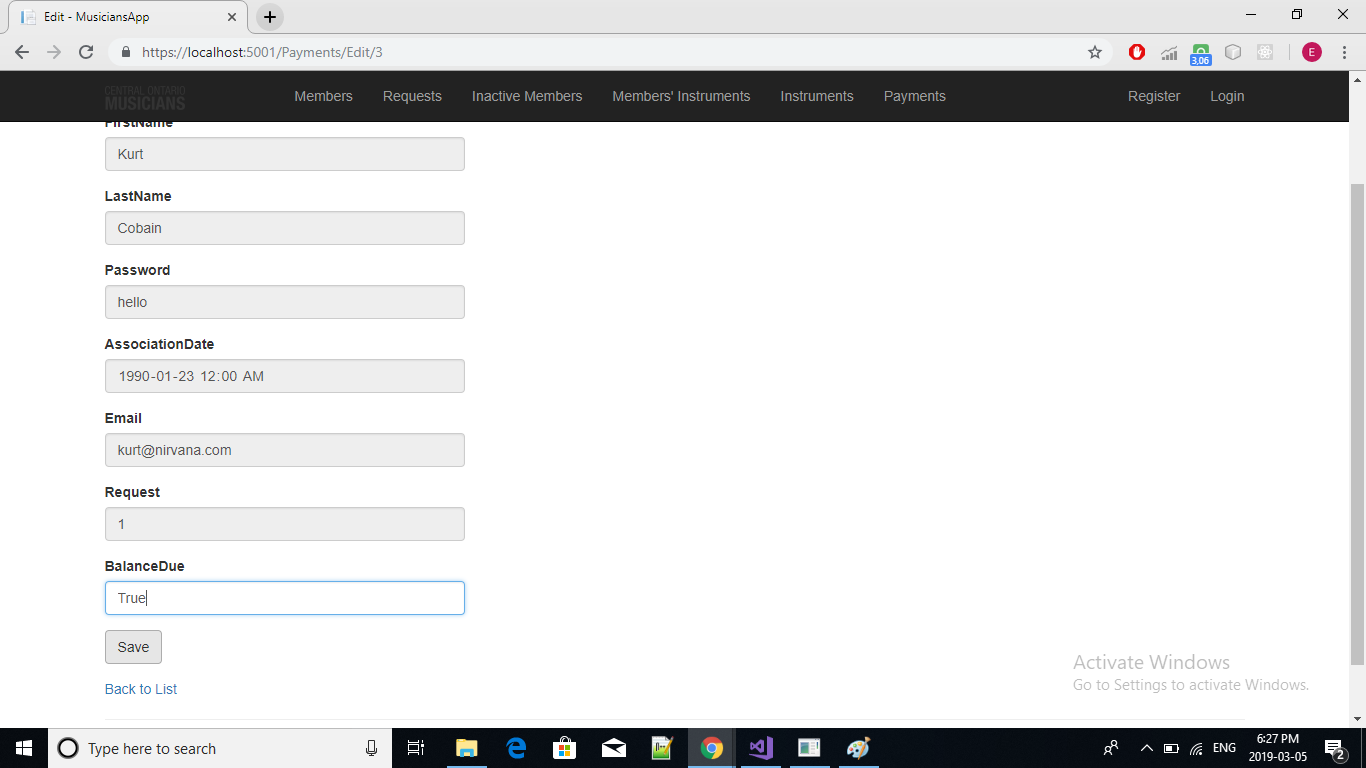 Edit - MusiciansApp
https://localhost:5001/Payments/Edit/3
3.06
E
CENTRAL ONTARIO
MUSICIANS
Members
Requests
Inactive Members
Members' Instruments
Instruments
Payments
Register
Login
FirstName
Kurt
LastName
Cobain
Password
hello
AssociationDate
1990-01-23 12:00 AM
Email
kurt@nirvana.com
Request
1
BalanceDue
True
Save
Back to List
Activate Windows
Go to Settings to activate Windows.
Type here to search
ENG
6:27 PM
2019-03-05
2